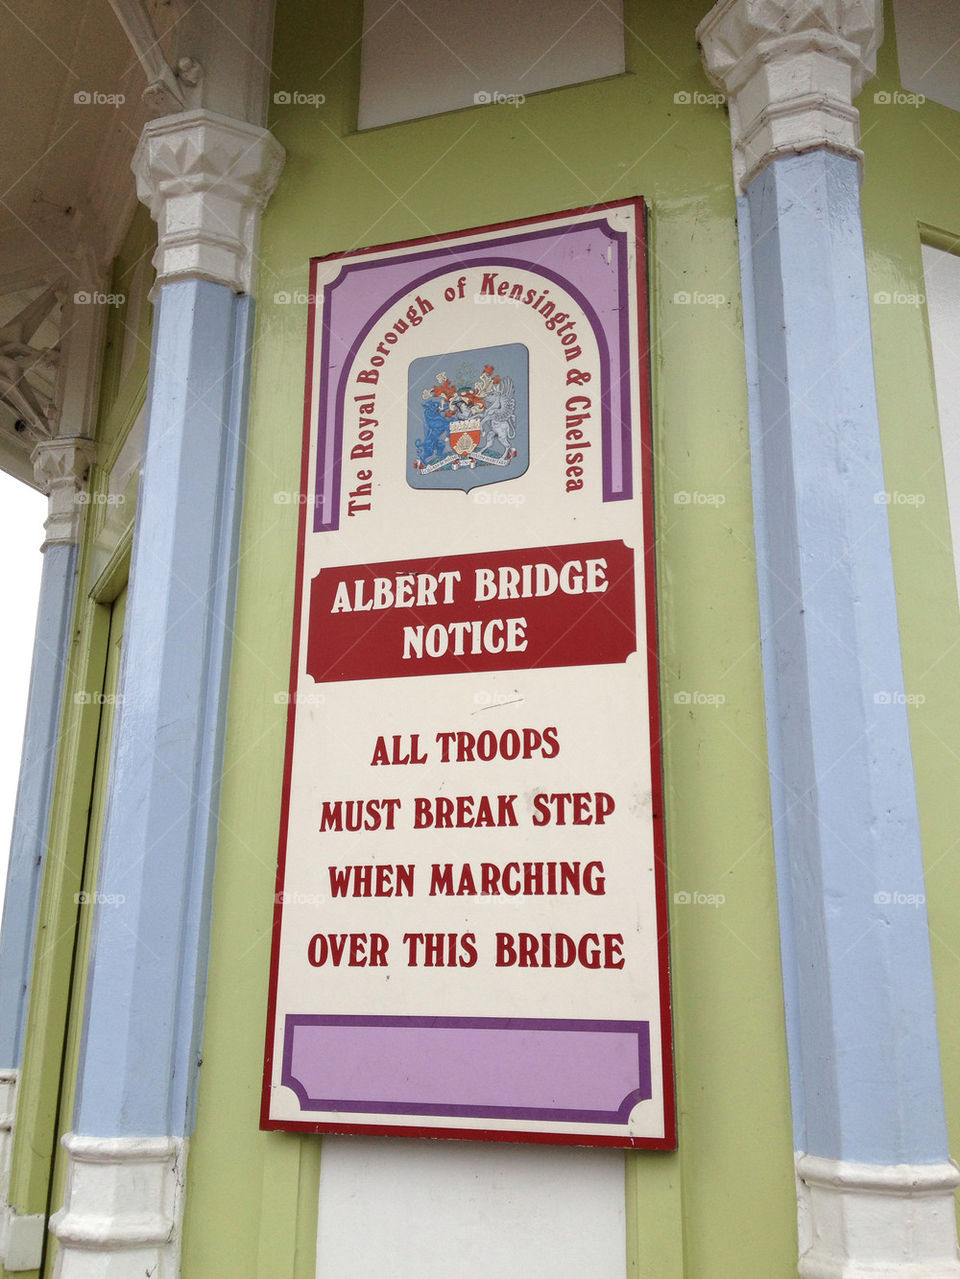 The Royal Borough of Kensington & Chelsea
ALBERT BRIDGE
NOTICE
ALL TROOPS
MUST BREAK STEP
WHEN MARCHING
OVER THIS BRIDGE
foap